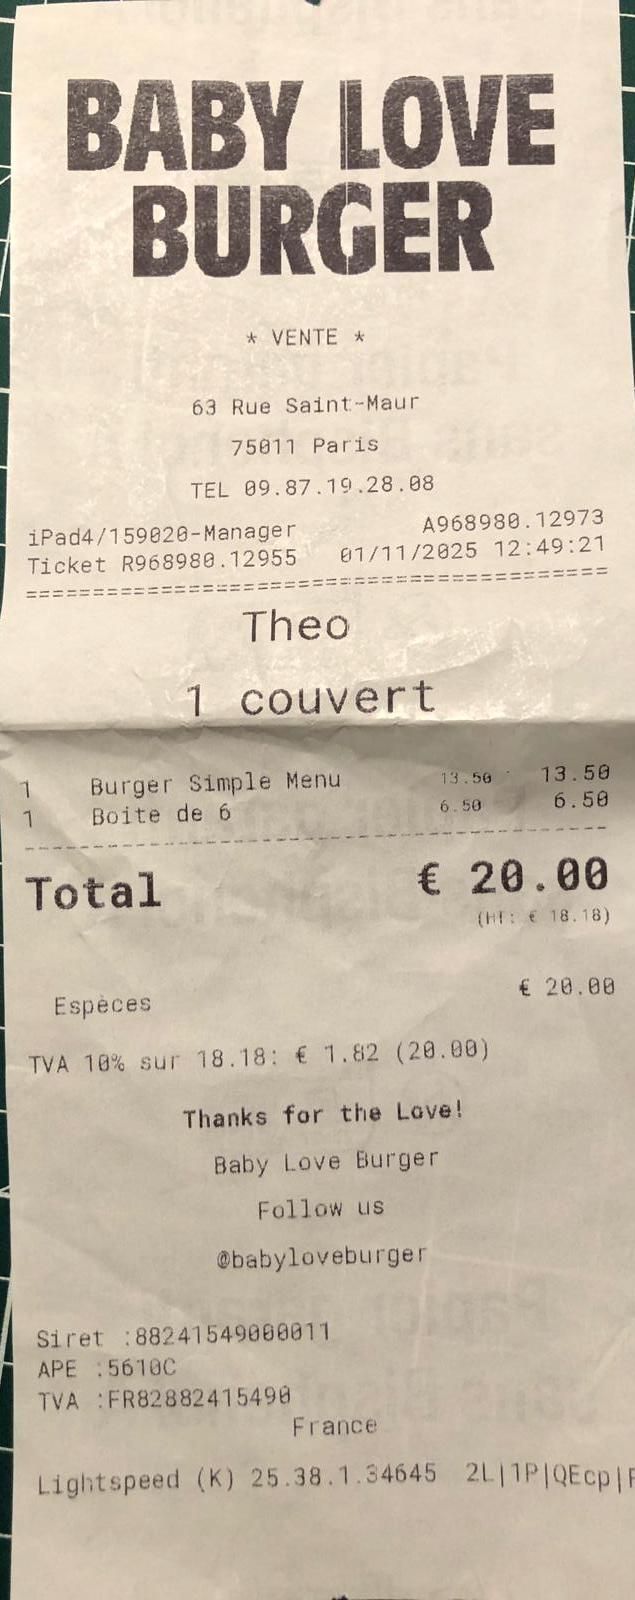 BABY LOVE
BURGER
* VENTE *
63 Rue Saint-Maur
75011 Paris
TEL 09.87.19.28.08
iPad4/159020-Manager A968980.12973
Ticket R968980.12955 01/11/2025 12:49:21
==========================================
Theo
1 couvert
1 Burger Simple Menu 13.50 13.50
1 Boite de 6 6.50 6.50
------------------------------------------
Total € 20.00
(HT: € 18.18)
Espèces € 20.00
TVA 10% sur 18.18: € 1.82 (20.00)
Thanks for the Love!
Baby Love Burger
Follow us
@babyloveburger
Siret :88241549000011
APE :5610C
TVA :FR82882415490
France
Lightspeed (K) 25.38.1.34645 2L|1P|QEcp|